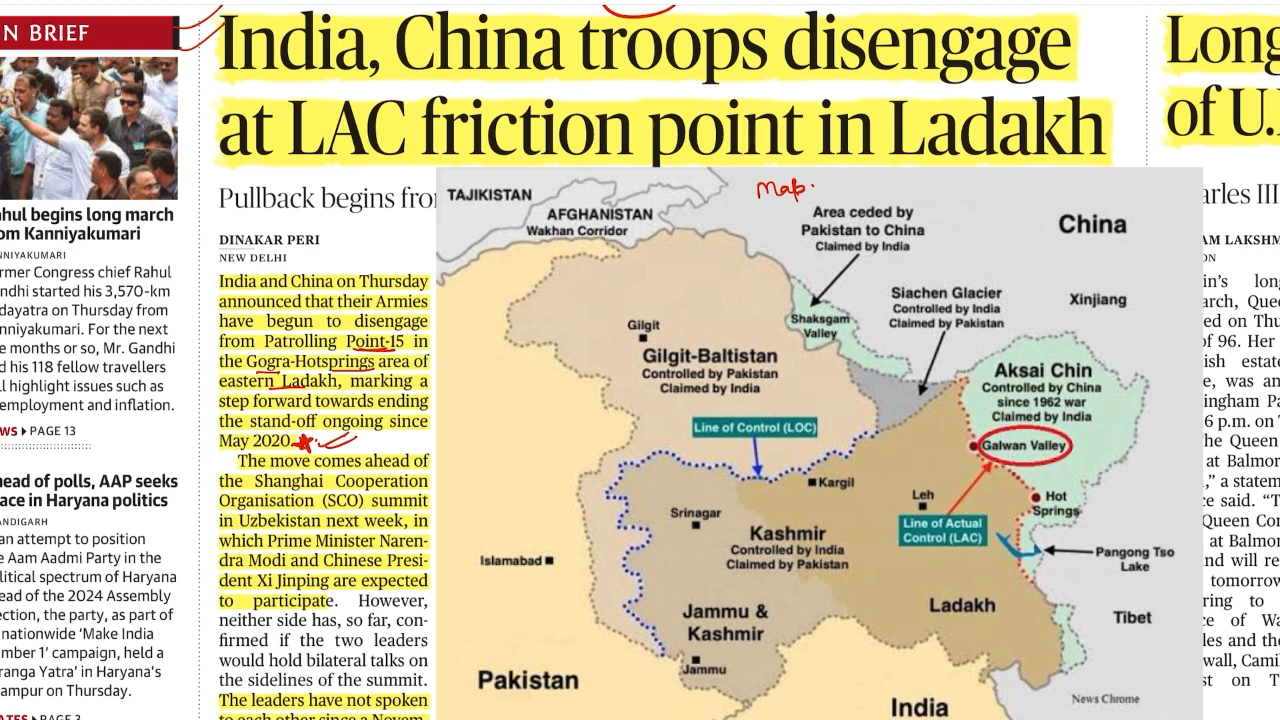 N BRIEF
ahul begins long march
om Kanniyakumari
NNIYAKUMARI
rmer Congress chief Rahul
ndhi started his 3,570-km
dayatra on Thursday from
nniyakumari. For the next
e months or so, Mr. Gandhi
d his 118 fellow travellers
ll highlight issues such as
employment and inflation.
WS PAGE 13
head of polls, AAP seeks
ace in Haryana politics
ANDIGARH
an attempt to position
e Aam Aadmi Party in the
litical spectrum of Haryana
ead of the 2024 Assembly
ection, the party, as part of
nationwide ‘Make India
mber 1’ campaign, held a
ranga Yatra’ in Haryana’s
ampur on Thursday.
ATES PAGE 3
India, China troops disengage
at LAC friction point in Ladakh
Pullback begins from
DINAKAR PERI
NEW DELHI
India and China on Thursday
announced that their Armies
have begun to disengage
from Patrolling Point-15 in
the Gogra-Hotsprings area of
eastern Ladakh, marking a
step forward towards ending
the stand-off ongoing since
May 2020.
The move comes ahead of
the Shanghai Cooperation
Organisation (SCO) summit
in Uzbekistan next week, in
which Prime Minister Naren-
dra Modi and Chinese Presi-
dent Xi Jinping are expected
to participate. However,
neither side has, so far, con-
firmed if the two leaders
would hold bilateral talks on
the sidelines of the summit.
The leaders have not spoken
to each other since a Novem-
Map.
TAJIKISTAN
AFGHANISTAN
Wakhan Corridor
Area ceded by
Pakistan to China
Claimed by India
China
Siachen Glacier
Controlled by India
Claimed by Pakistan
Xinjiang
Shaksgam
Valley
Gilgit
Gilgit-Baltistan
Controlled by Pakistan
Claimed by India
Aksai Chin
Controlled by China
since 1962 war
Claimed by India
Line of Control (LOC)
Galwan Valley
Kargil
Leh
Hot
Springs
Srinagar
Line of Actual
Control (LAC)
Kashmir
Controlled by India
Claimed by Pakistan
Islamabad
Pangong Tso
Lake
Ladakh
Tibet
Jammu &
Kashmir
Jammu
Pakistan
India
News Chrome
Long
of U.
arles III
AM LAKSHM
ON
in’s long
arch, Quee
ed on Thu
of 96. Her
ish estate
e, was an
ingham Pa
6 p.m. on
he Queen
at Balmor
,” a statem
ce said. “T
Queen Con
at Balmor
nd will re
tomorrow
ring to
ce of Wa
les and the
wall, Camil
st on T